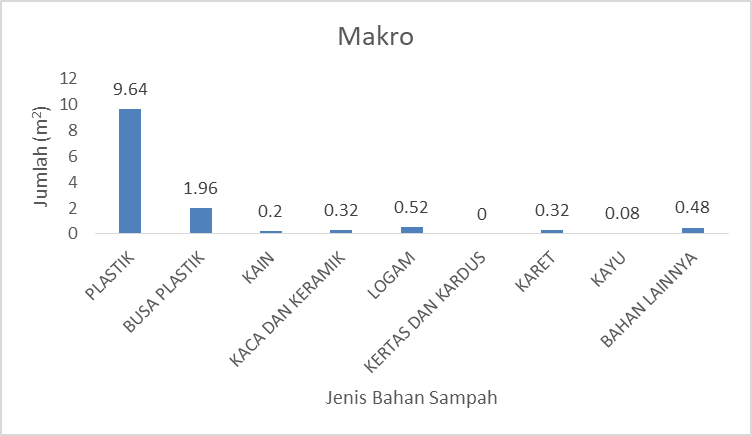 Makro
Jumlah (m²)
12
10
8
6
4
2
0
9.64
1.96
0.2
0.32
0.52
0
0.32
0.08
0.48
PLASTIK
BUSA PLASTIK
KAIN
KACA DAN KERAMIK
LOGAM
KERTAS DAN KARDUS
KARET
KAYU
BAHAN LAINNYA
Jenis Bahan Sampah